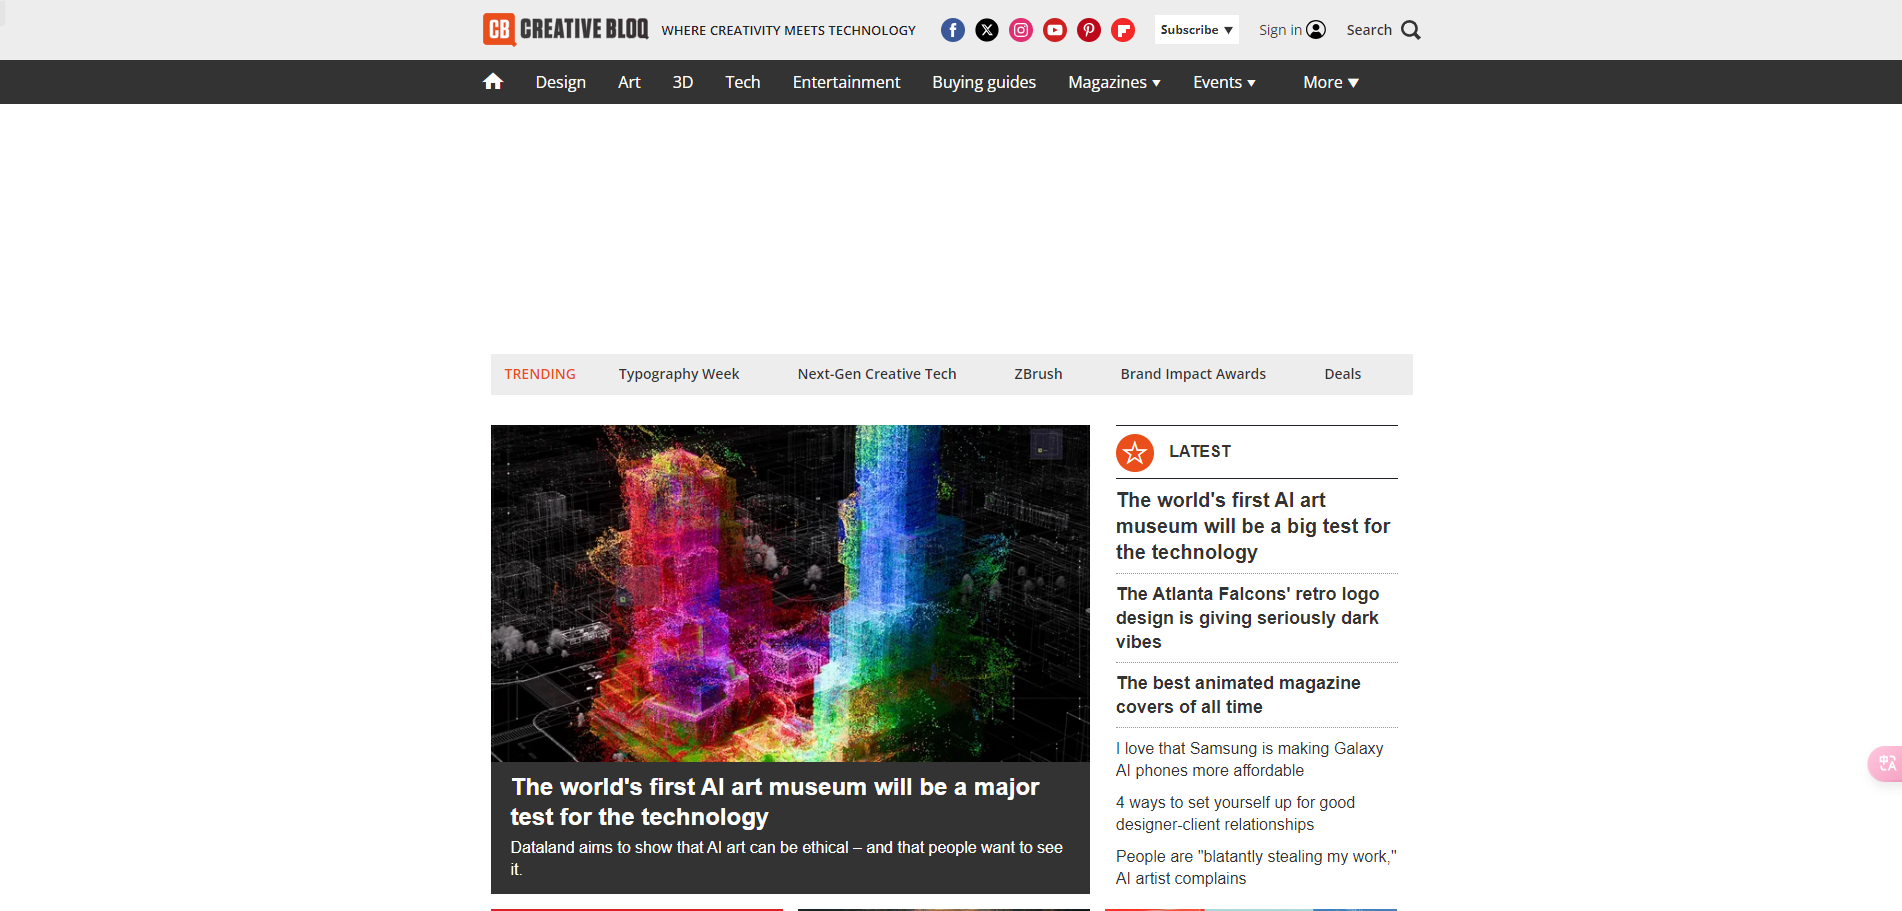 CB CREATIVE BLOQ WHERE CREATIVITY MEETS TECHNOLOGY Subscribe ▼ Sign in Search
Design Art 3D Tech Entertainment Buying guides Magazines ▼ Events ▼ More ▼
TRENDING Typography Week Next-Gen Creative Tech ZBrush Brand Impact Awards Deals
The world's first AI art museum will be a major
test for the technology
Dataland aims to show that AI art can be ethical – and that people want to see
it.
LATEST
The world's first AI art
museum will be a big test for
the technology
The Atlanta Falcons' retro logo
design is giving seriously dark
vibes
The best animated magazine
covers of all time
I love that Samsung is making Galaxy
AI phones more affordable
4 ways to set yourself up for good
designer-client relationships
People are "blatantly stealing my work,"
AI artist complains
中A